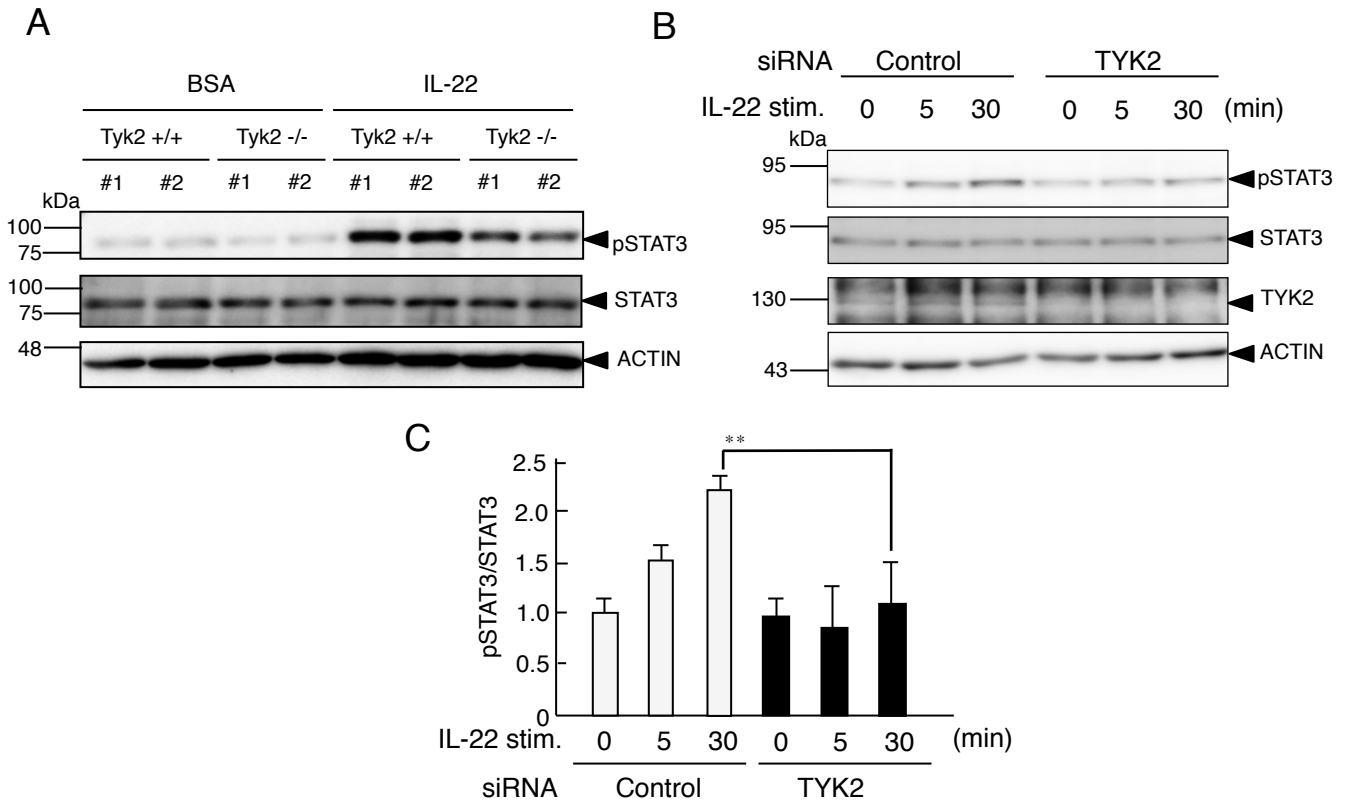 A
BSA IL-22
Tyk2 +/+ Tyk2 -/- Tyk2 +/+ Tyk2 -/-
#1 #2 #1 #2 #1 #2 #1 #2
kDa
100
75
pSTAT3
100
75
STAT3
48
ACTIN
B
siRNA Control TYK2
IL-22 stim. 0 5 30 0 5 30 (min)
kDa
95
pSTAT3
95
STAT3
130
TYK2
43
ACTIN
C
**
pSTAT3/STAT3
2.5
2.0
1.5
1.0
0.5
0
IL-22 stim. 0 5 30 0 5 30 (min)
siRNA Control TYK2